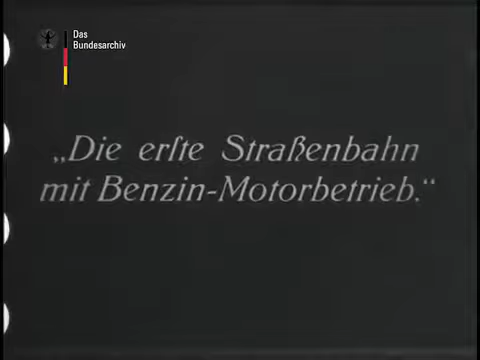 Das
Bundesarchiv
„Die erſte Straßenbahn
mit Benzin-Motorbetrieb.“